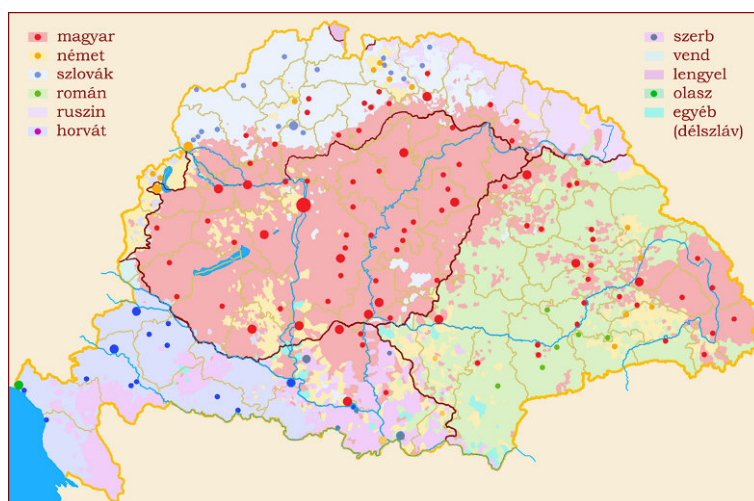 magyar
német
szlovák
román
ruszin
horvát
szerb
vend
lengyel
olasz
egyéb
(délszláv)